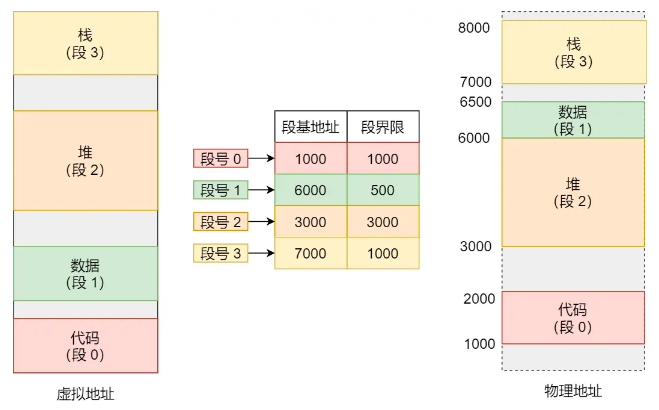 栈
（段 3）
堆
（段 2）
数据
（段 1）
代码
（段 0）
虚拟地址
段基地址 段界限
段号 0 1000 1000
段号 1 6000 500
段号 2 3000 3000
段号 3 7000 1000
8000
栈
（段 3）
7000
6500
数据
（段 1）
6000
堆
（段 2）
3000
2000
代码
（段 0）
1000
物理地址